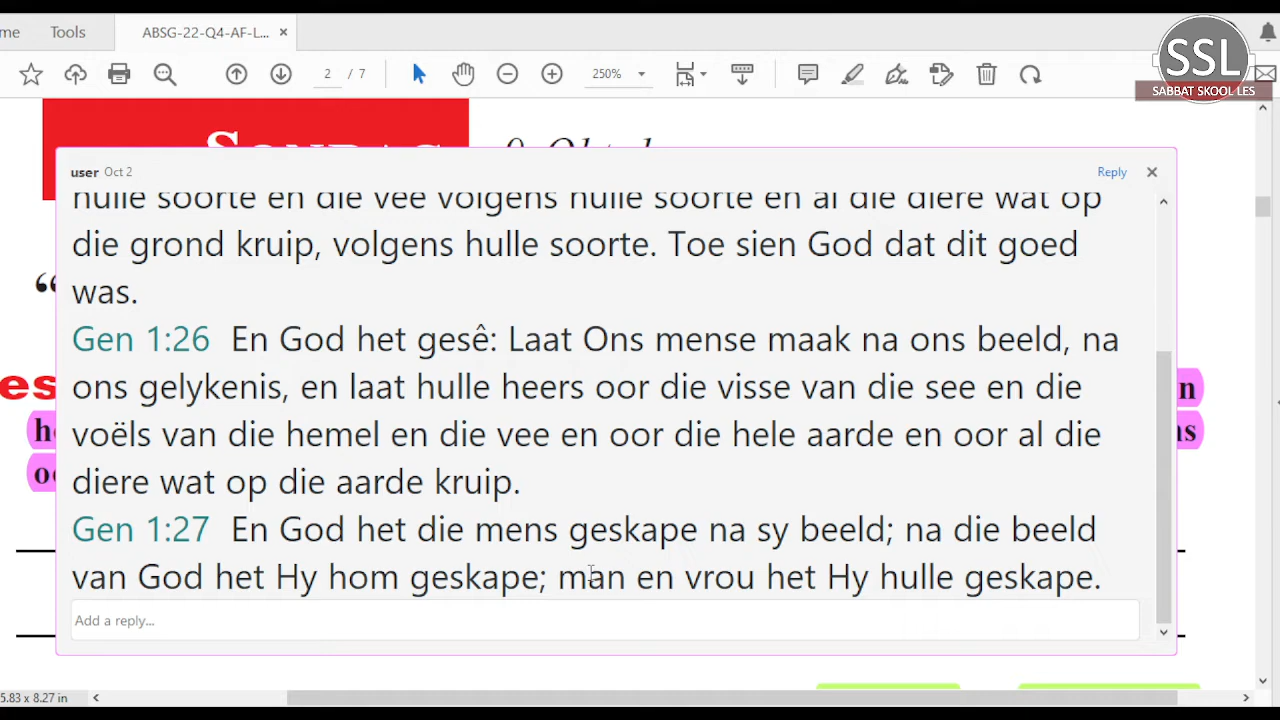 me Tools ABSG-22-Q4-AF-L... ×
2 / 7 250%
SSL
SABBAT SKOOL LES
SONDAG
user Oct 2 Reply
hulle soorte en die vee volgens hulle soorte en al die diere wat op
die grond kruip, volgens hulle soorte. Toe sien God dat dit goed
was.
Gen 1:26 En God het gesê: Laat Ons mense maak na ons beeld, na
ons gelykenis, en laat hulle heers oor die visse van die see en die
voëls van die hemel en die vee en oor die hele aarde en oor al die
diere wat op die aarde kruip.
Gen 1:27 En God het die mens geskape na sy beeld; na die beeld
van God het Hy hom geskape; man en vrou het Hy hulle geskape.
Add a reply...
5.83 x 8.27 in